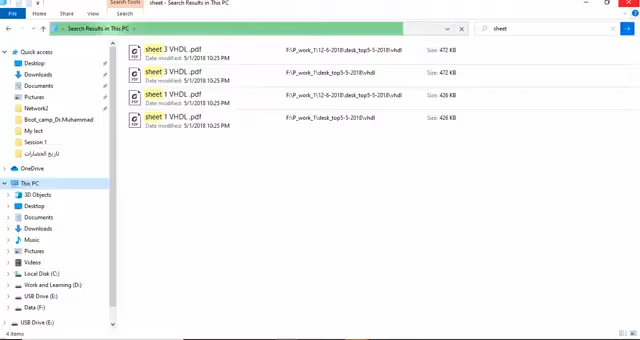 Search Tools
sheet - Search Results in This PC
File
Home
Share
View
Search
Search Results in This PC
sheet
Quick access
Desktop
Downloads
Documents
Pictures
Network2
Boot_camp_Dr.Muhammad
My lect
Session 1
تاريخ الحضارات
OneDrive
This PC
3D Objects
Desktop
Documents
Downloads
Music
Pictures
Videos
Local Disk (C:)
Work and Learning (D:)
USB Drive (E:)
Data (F:)
USB Drive (E:)
4 items
sheet 3 VHDL .pdf
Date modified: 5/1/2018 10:25 PM
F:\P_work_1\12-6-2018\desk_top5-5-2018\vhdl
Size: 472 KB
sheet 3 VHDL .pdf
Date modified: 5/1/2018 10:25 PM
F:\P_work_1\desk_top5-5-2018\vhdl
Size: 472 KB
sheet 1 VHDL .pdf
Date modified: 5/1/2018 10:25 PM
F:\P_work_1\12-6-2018\desk_top5-5-2018\vhdl
Size: 426 KB
sheet 1 VHDL .pdf
Date modified: 5/1/2018 10:25 PM
F:\P_work_1\desk_top5-5-2018\vhdl
Size: 426 KB
PDF
PDF
PDF
PDF